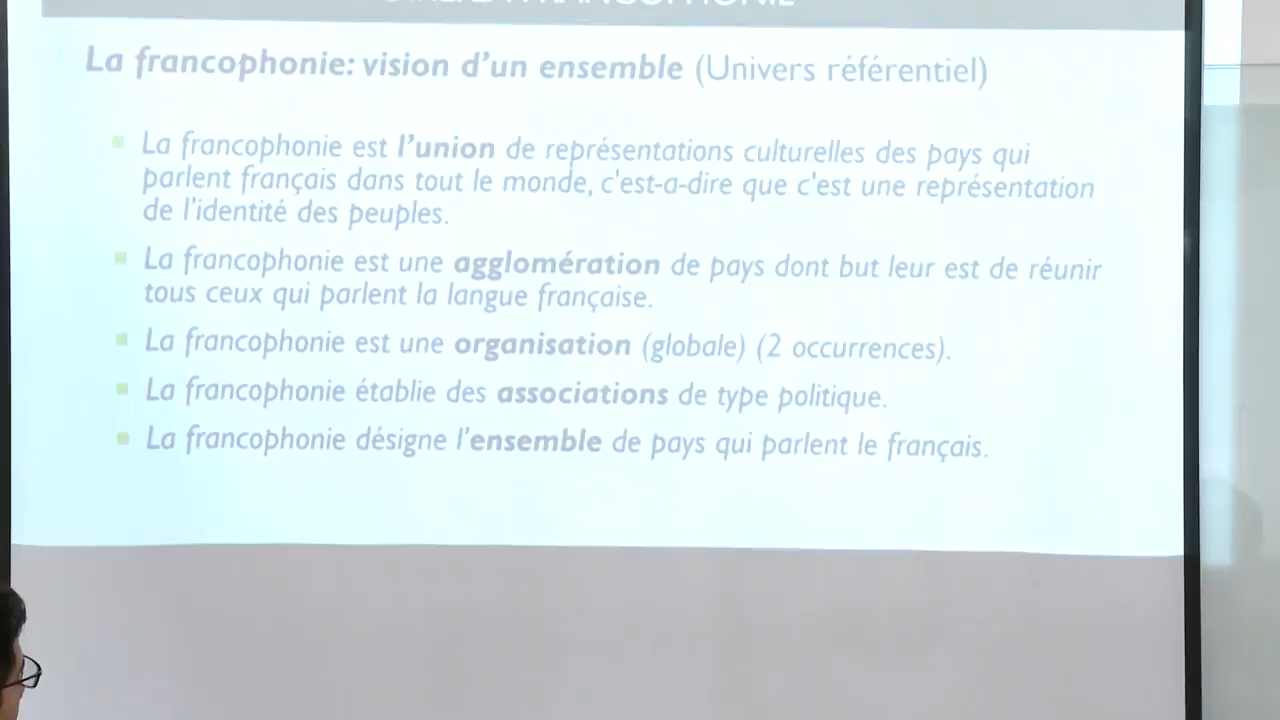 La francophonie: vision d'un ensemble (Univers référentiel)
La francophonie est l'union de représentations culturelles des pays qui
parlent français dans tout le monde, c'est-a-dire que c'est une représentation
de l'identité des peuples.
La francophonie est une agglomération de pays dont but leur est de réunir
tous ceux qui parlent la langue française.
La francophonie est une organisation (globale) (2 occurrences).
La francophonie établie des associations de type politique.
La francophonie désigne l'ensemble de pays qui parlent le français.